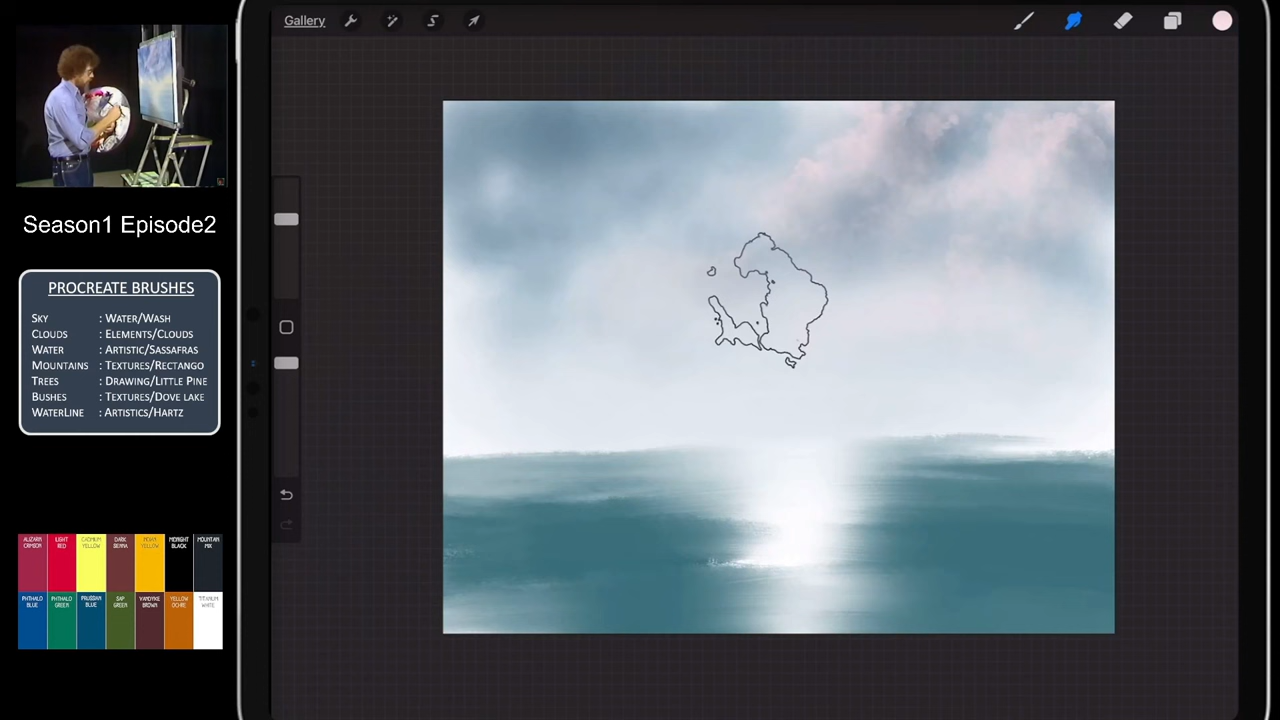 Gallery
Season1 Episode2
PROCREATE BRUSHES
SKY : WATER/WASH
CLOUDS : ELEMENTS/CLOUDS
WATER : ARTISTIC/SASSAFRAS
MOUNTAINS : TEXTURES/RECTANGO
TREES : DRAWING/LITTLE PINE
BUSHES : TEXTURES/DOVE LAKE
WATERLINE : ARTISTICS/HARTZ
ALIZARIN CRIMSON
LIGHT RED
CADMIUM YELLOW
DARK SIENNA
INDIAN YELLOW
MIDNIGHT BLACK
MOUNTAIN MIX
PHTHALO BLUE
PHTHALO GREEN
PRUSSIAN BLUE
SAP GREEN
VANDYKE BROWN
YELLOW OCHRE
TITANIUM WHITE